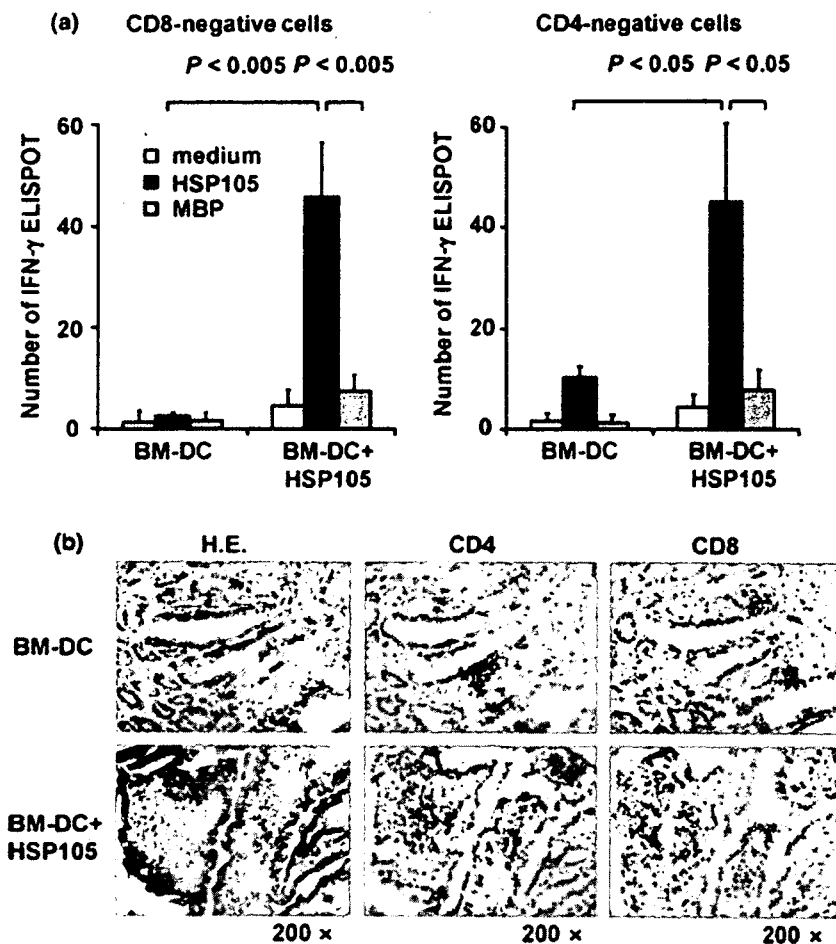 (a) CD8-negative cells CD4-negative cells
P < 0.005 P < 0.005 P < 0.05 P < 0.05
Number of IFN-γ ELISPOT
60
40
20
0
medium
HSP105
MBP
BM-DC BM-DC+
HSP105
Number of IFN-γ ELISPOT
60
40
20
0
BM-DC BM-DC+
HSP105
(b) H.E. CD4 CD8
BM-DC
BM-DC+
HSP105
200 × 200 × 200 ×